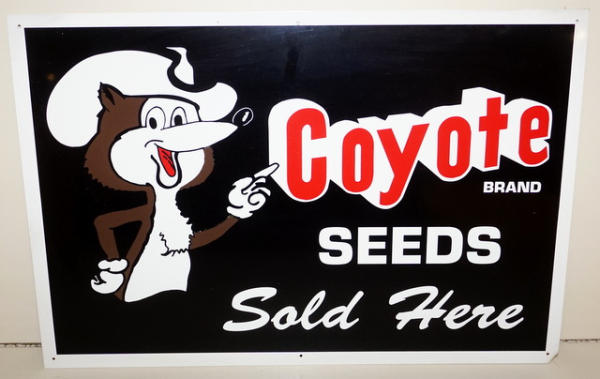 Coyote
BRAND
SEEDS
Sold Here